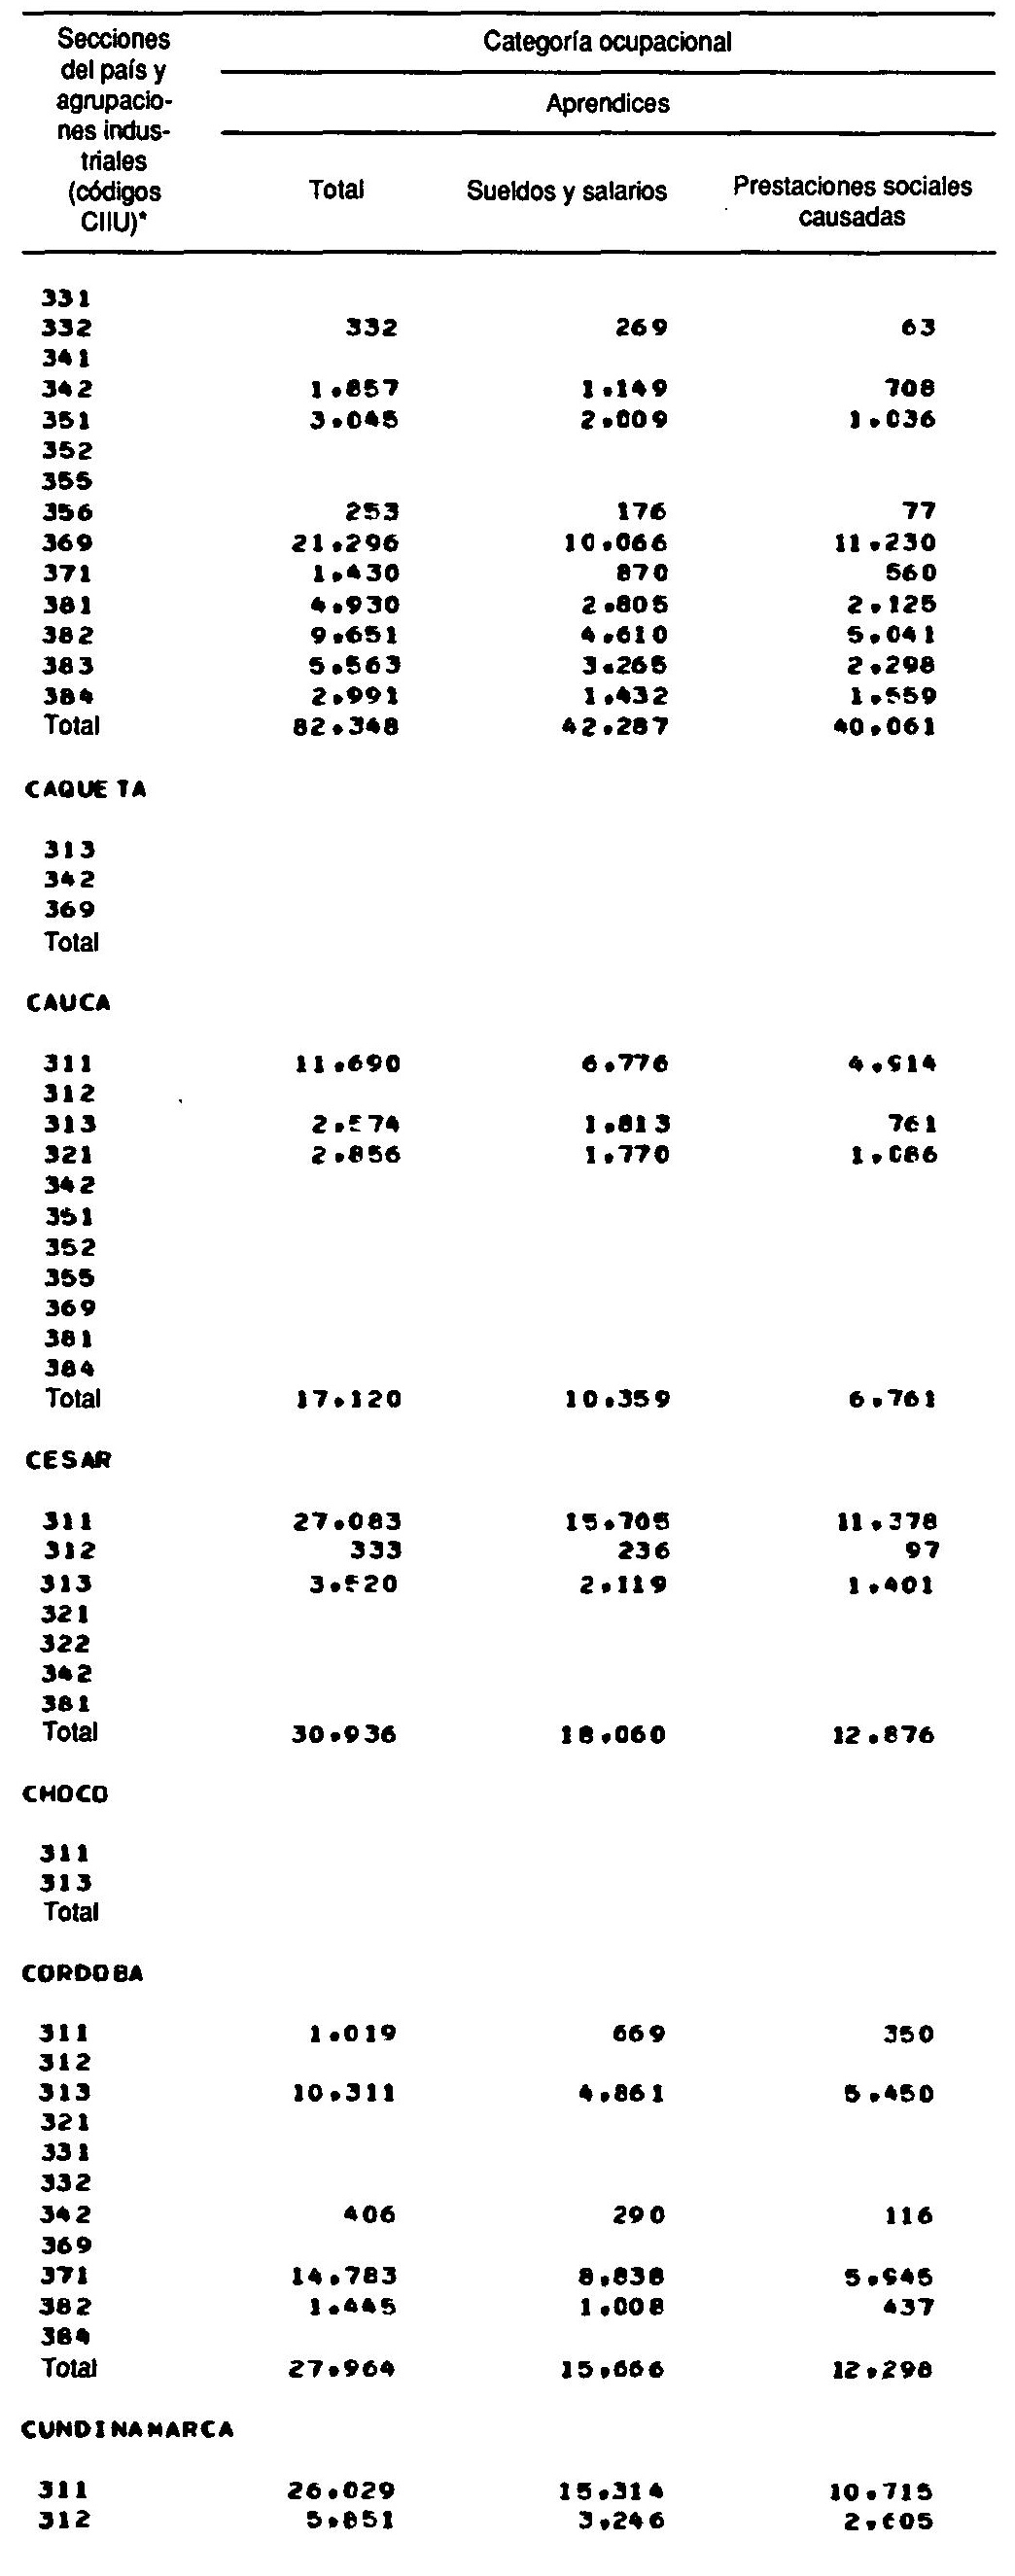 Secciones
del país y
agrupacio-
nes indus-
triales
(códigos
CIIU)*
Categoría ocupacional
Aprendices
Total Sueldos y salarios Prestaciones sociales
causadas
331
332 332 269 63
341
342 1.857 1.149 708
351 3.045 2.009 1.036
352
355
356 253 176 77
369 21.296 10.066 11.230
371 1.430 870 560
381 4.930 2.805 2.125
382 9.651 4.610 5.041
383 5.563 3.265 2.298
384 2.991 1.432 1.559
Total 82.348 42.287 40.061
CAQUETA
313
342
369
Total
CAUCA
311 11.690 6.776 4.914
312
313 2.574 1.813 761
321 2.856 1.770 1.086
342
351
352
355
369
381
384
Total 17.120 10.359 6.761
CESAR
311 27.083 15.705 11.378
312 333 236 97
313 3.520 2.119 1.401
321
322
342
381
Total 30.936 18.060 12.876
CHOCO
311
313
Total
CORDOBA
311 1.019 669 350
312
313 10.311 4.861 5.450
321
331
332
342 406 290 116
369
371 14.783 8.838 5.945
382 1.445 1.008 437
384
Total 27.964 15.666 12.298
CUNDINAMARCA
311 26.029 15.314 10.715
312 5.851 3.246 2.605